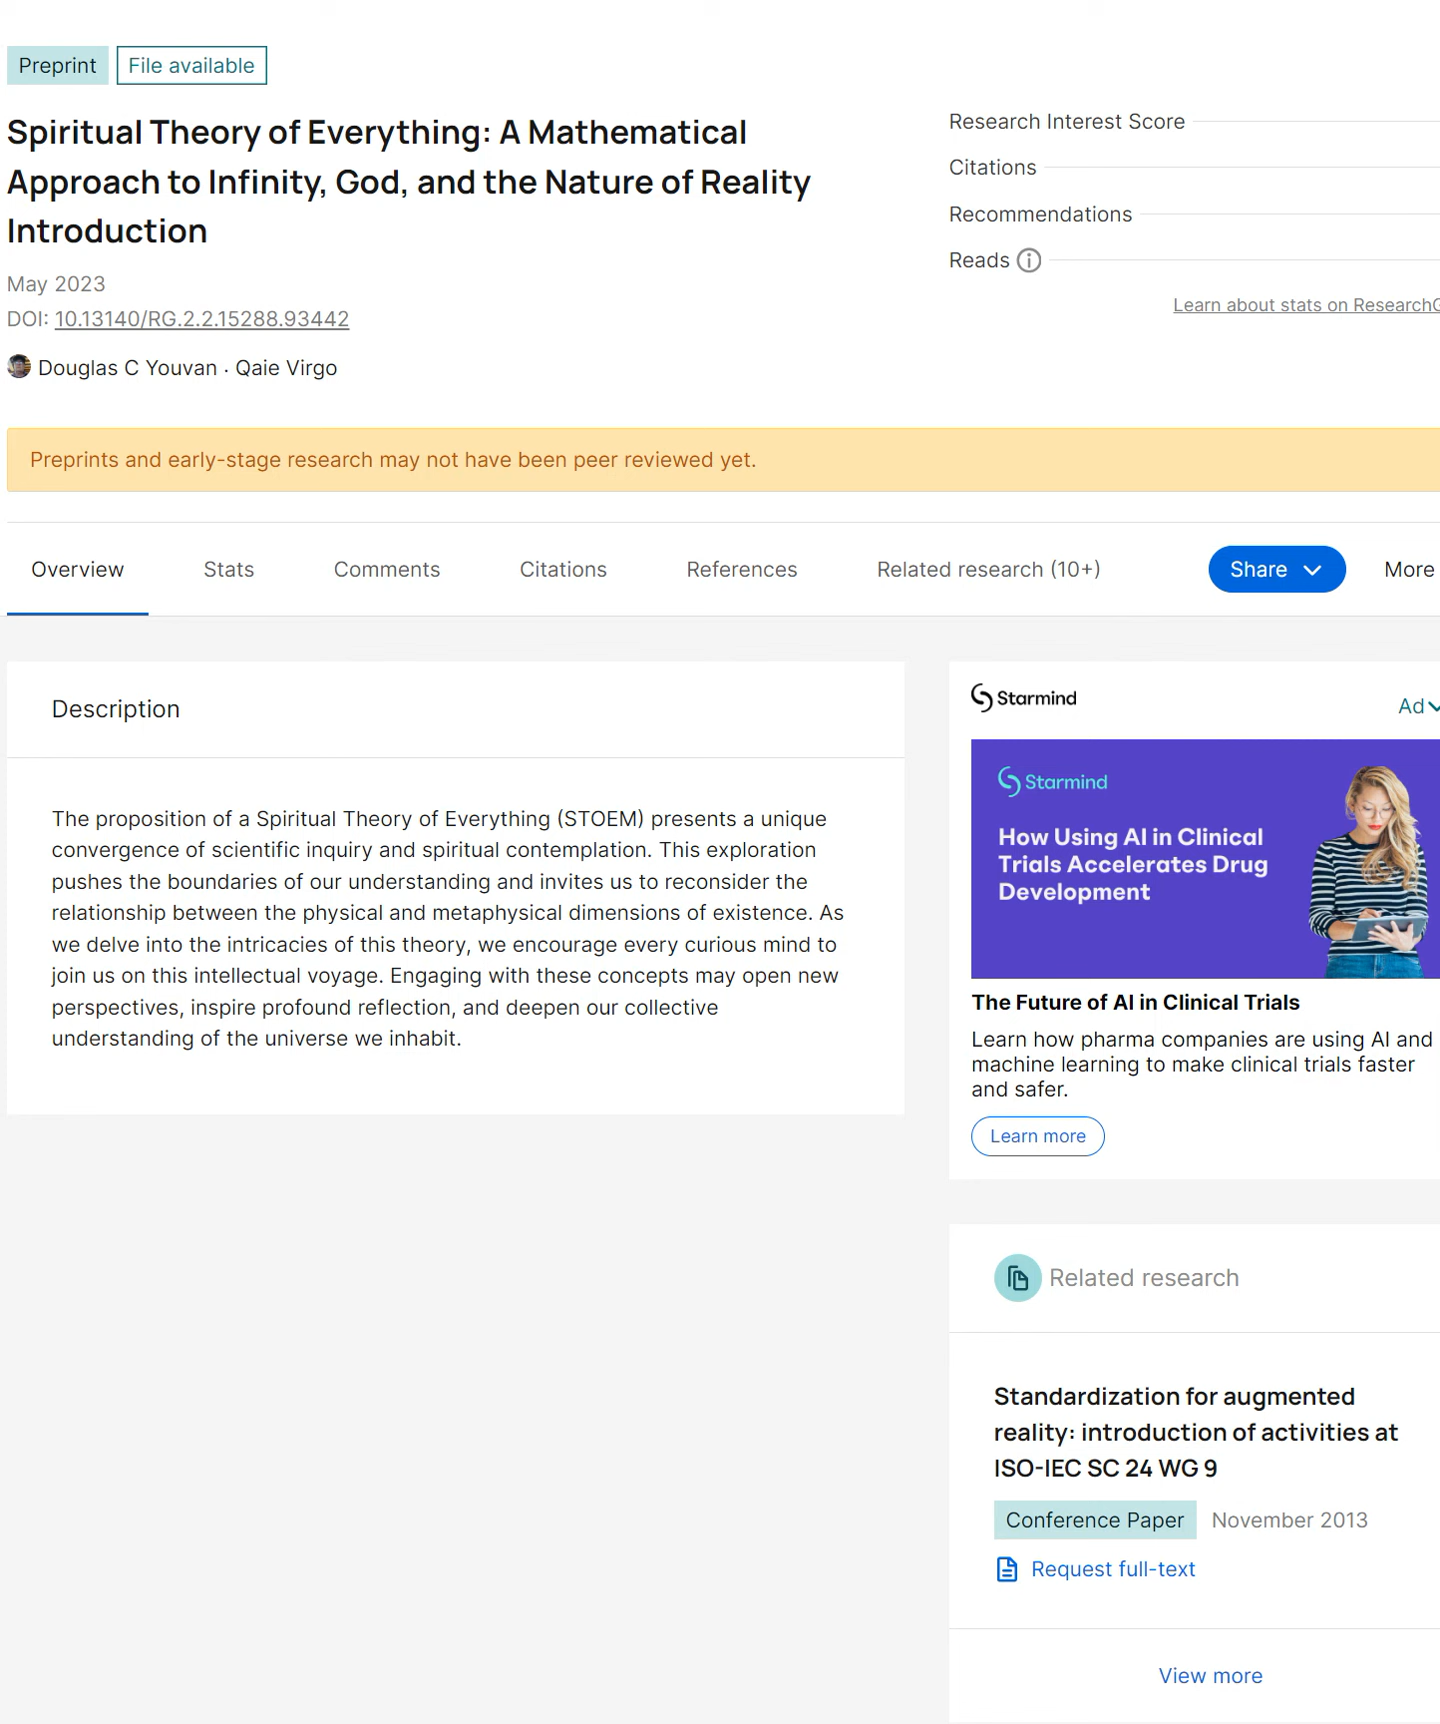 Preprint
File available
Spiritual Theory of Everything: A Mathematical
Approach to Infinity, God, and the Nature of Reality
Introduction
May 2023
DOI: 10.13140/RG.2.2.15288.93442
Douglas C Youvan · Qaie Virgo
Research Interest Score
Citations
Recommendations
Reads
Learn about stats on ResearchG
Preprints and early-stage research may not have been peer reviewed yet.
Overview
Stats
Comments
Citations
References
Related research (10+)
Share
More
Description
The proposition of a Spiritual Theory of Everything (STOEM) presents a unique
convergence of scientific inquiry and spiritual contemplation. This exploration
pushes the boundaries of our understanding and invites us to reconsider the
relationship between the physical and metaphysical dimensions of existence. As
we delve into the intricacies of this theory, we encourage every curious mind to
join us on this intellectual voyage. Engaging with these concepts may open new
perspectives, inspire profound reflection, and deepen our collective
understanding of the universe we inhabit.
Starmind
Ad
Starmind
How Using AI in Clinical
Trials Accelerates Drug
Development
The Future of AI in Clinical Trials
Learn how pharma companies are using AI and
machine learning to make clinical trials faster
and safer.
Learn more
Related research
Standardization for augmented
reality: introduction of activities at
ISO-IEC SC 24 WG 9
Conference Paper
November 2013
Request full-text
View more